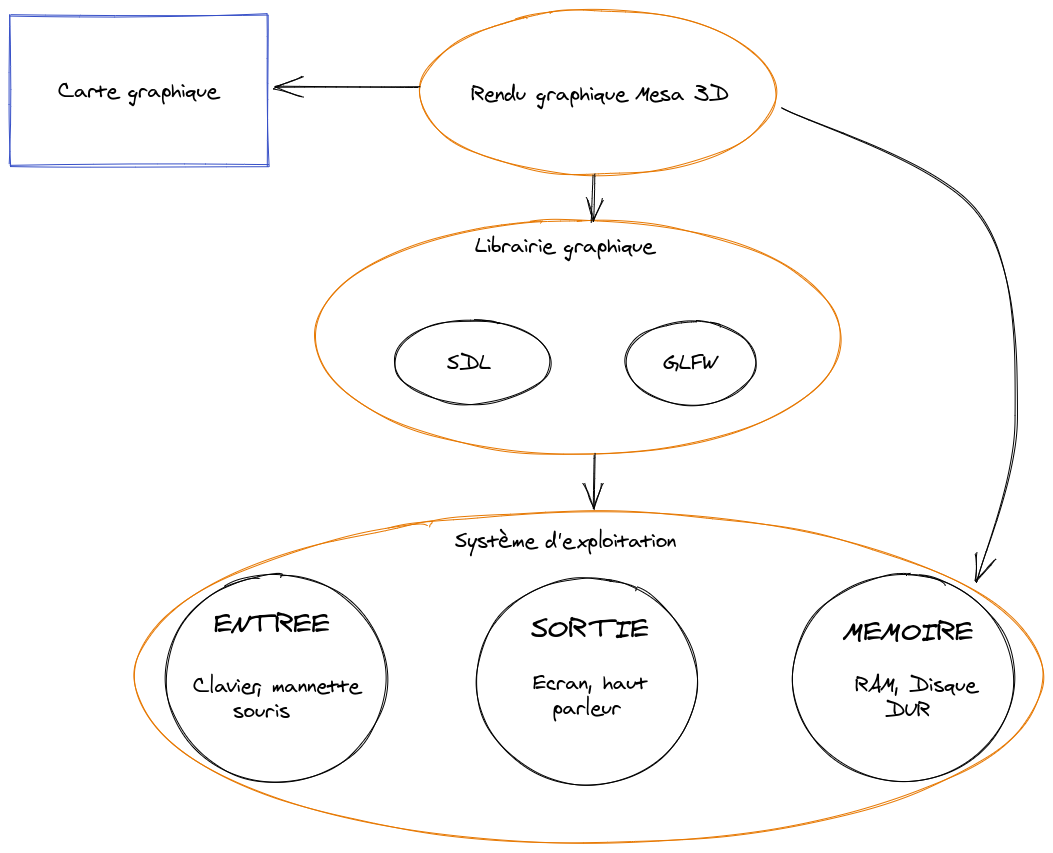 Carte graphique
Rendu graphique Mesa 3D
Librairie graphique
SDL
GLFW
Système d'exploitation
ENTREE
Clavier, mannette
souris
SORTIE
Ecran, haut
parleur
MEMOIRE
RAM, Disque
DUR